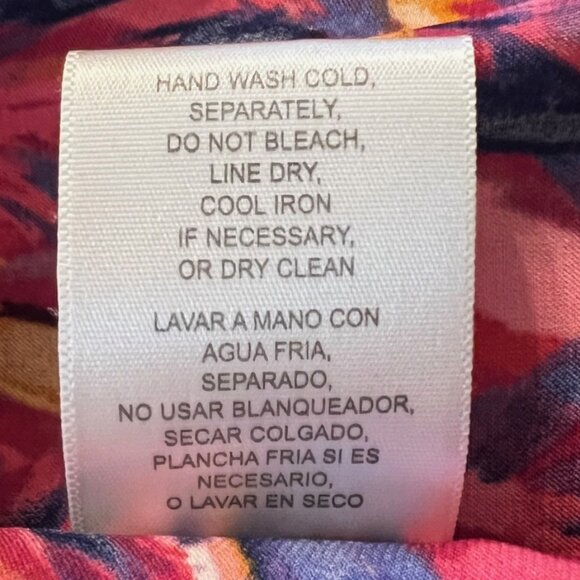 HAND WASH COLD,
SEPARATELY,
DO NOT BLEACH,
LINE DRY,
COOL IRON
IF NECESSARY,
OR DRY CLEAN
LAVAR A MANO CON
AGUA FRIA,
SEPARADO,
NO USAR BLANQUEADOR,
SECAR COLGADO,
PLANCHA FRIA SI ES
NECESARIO,
O LAVAR EN SECO